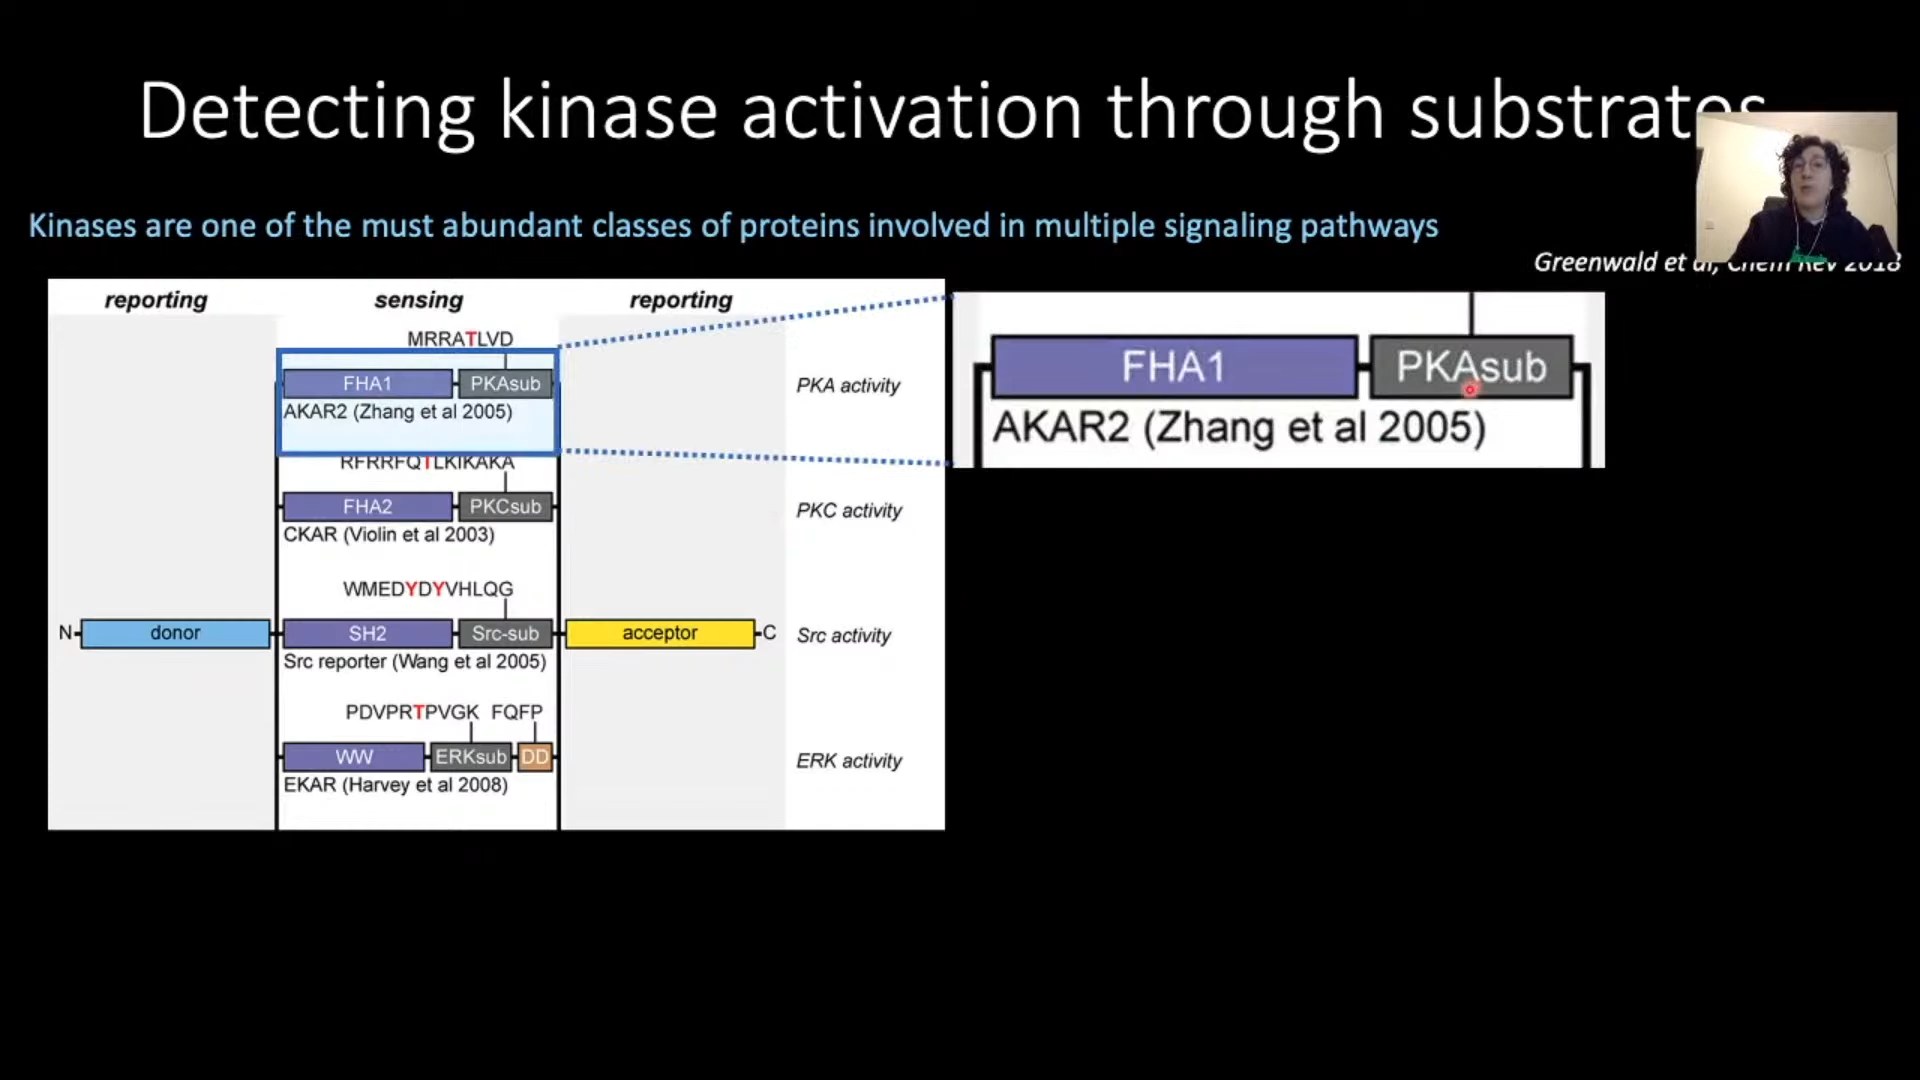 Detecting kinase activation through substrates
Kinases are one of the must abundant classes of proteins involved in multiple signaling pathways
Greenwald et al, Chem Rev 2018
reporting sensing reporting
MRRATLVD
FHA1 PKAsub PKA activity
AKAR2 (Zhang et al 2005)
RFRRFQTLKIKAKA
FHA2 PKCsub PKC activity
CKAR (Violin et al 2003)
WMEDYDYVHLQG
N donor SH2 Src-sub acceptor C Src activity
Src reporter (Wang et al 2005)
PDVPRTPVGK FQFP
WW ERKsub DD ERK activity
EKAR (Harvey et al 2008)
FHA1 PKAsub
AKAR2 (Zhang et al 2005)